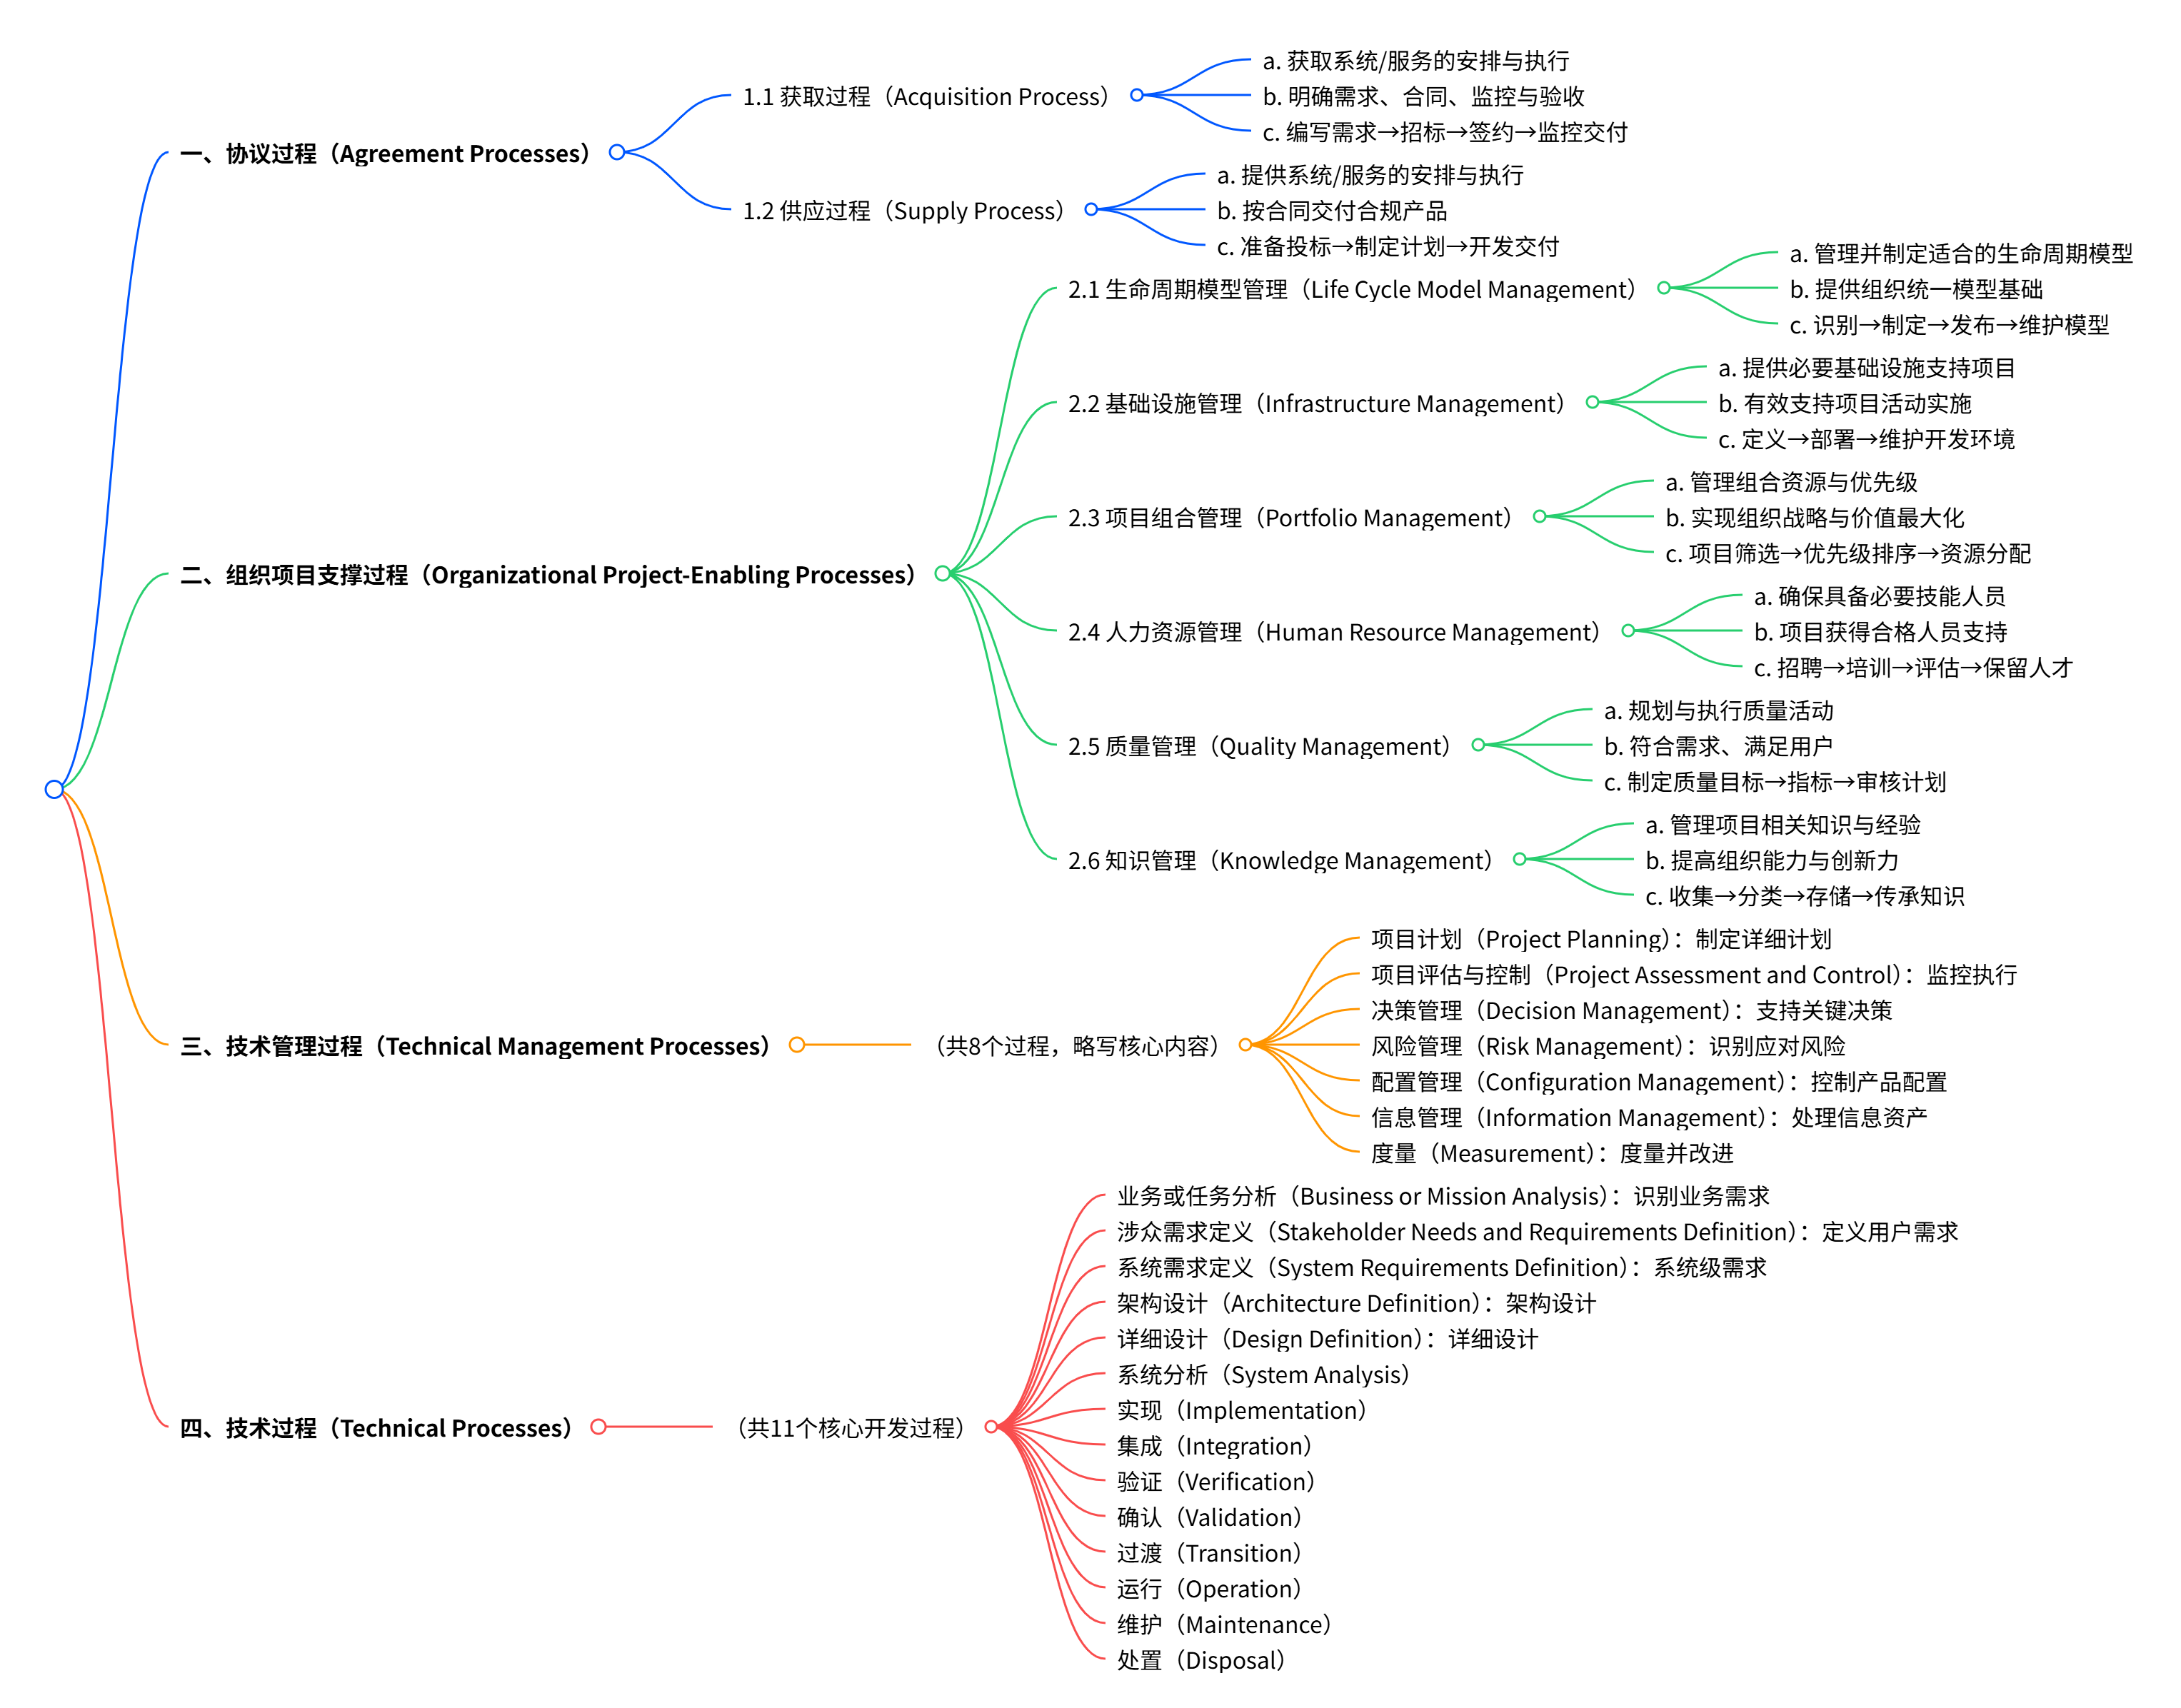 一、协议过程（Agreement Processes）
1.1 获取过程（Acquisition Process）
a. 获取系统/服务的安排与执行
b. 明确需求、合同、监控与验收
c. 编写需求→招标→签约→监控交付
1.2 供应过程（Supply Process）
a. 提供系统/服务的安排与执行
b. 按合同交付合规产品
c. 准备投标→制定计划→开发交付
二、组织项目支撑过程（Organizational Project-Enabling Processes）
2.1 生命周期模型管理（Life Cycle Model Management）
a. 管理并制定适合的生命周期模型
b. 提供组织统一模型基础
c. 识别→制定→发布→维护模型
2.2 基础设施管理（Infrastructure Management）
a. 提供必要基础设施支持项目
b. 有效支持项目活动实施
c. 定义→部署→维护开发环境
2.3 项目组合管理（Portfolio Management）
a. 管理组合资源与优先级
b. 实现组织战略与价值最大化
c. 项目筛选→优先级排序→资源分配
2.4 人力资源管理（Human Resource Management）
a. 确保具备必要技能人员
b. 项目获得合格人员支持
c. 招聘→培训→评估→保留人才
2.5 质量管理（Quality Management）
a. 规划与执行质量活动
b. 符合需求、满足用户
c. 制定质量目标→指标→审核计划
2.6 知识管理（Knowledge Management）
a. 管理项目相关知识与经验
b. 提高组织能力与创新力
c. 收集→分类→存储→传承知识
三、技术管理过程（Technical Management Processes）
（共8个过程，略写核心内容）
项目计划（Project Planning）：制定详细计划
项目评估与控制（Project Assessment and Control）：监控执行
决策管理（Decision Management）：支持关键决策
风险管理（Risk Management）：识别应对风险
配置管理（Configuration Management）：控制产品配置
信息管理（Information Management）：处理信息资产
度量（Measurement）：度量并改进
四、技术过程（Technical Processes）
（共11个核心开发过程）
业务或任务分析（Business or Mission Analysis）：识别业务需求
涉众需求定义（Stakeholder Needs and Requirements Definition）：定义用户需求
系统需求定义（System Requirements Definition）：系统级需求
架构设计（Architecture Definition）：架构设计
详细设计（Design Definition）：详细设计
系统分析（System Analysis）
实现（Implementation）
集成（Integration）
验证（Verification）
确认（Validation）
过渡（Transition）
运行（Operation）
维护（Maintenance）
处置（Disposal）